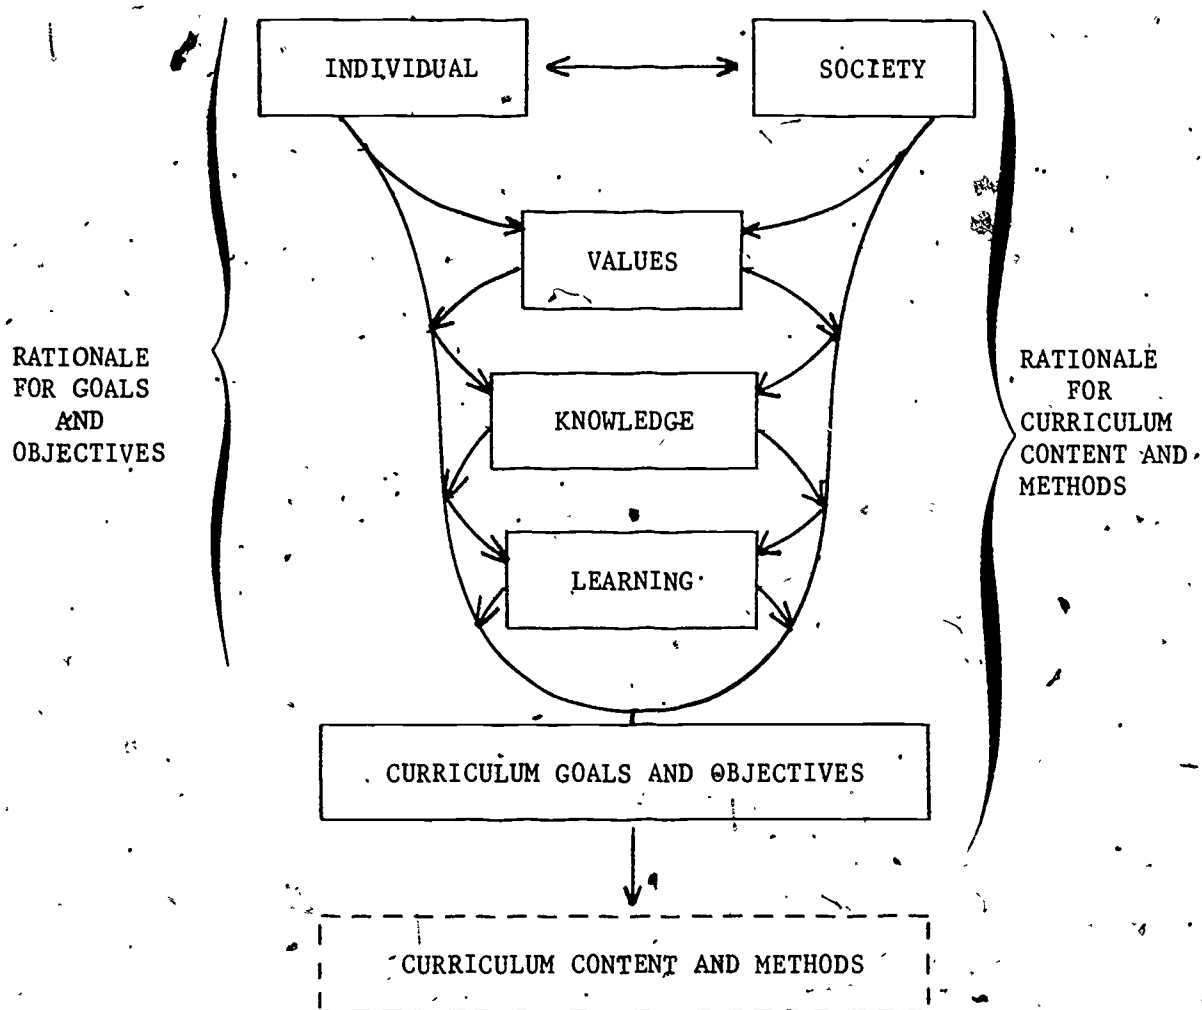 INDIVIDUAL
SOCIETY
VALUES
RATIONALE
FOR GOALS
AND
OBJECTIVES
RATIONALE
FOR
CURRICULUM
CONTENT AND
METHODS
KNOWLEDGE
LEARNING
CURRICULUM GOALS AND OBJECTIVES
CURRICULUM CONTENT AND METHODS